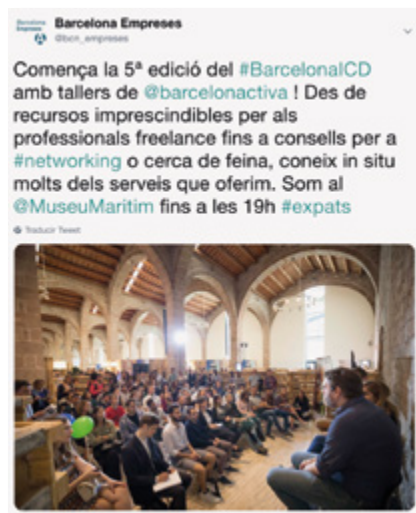 Barcelona Empreses
Barcelona
Empreses
@bcn_empreses
Comença la 5ª edició del #BarcelonaICD
amb tallers de @barcelonactiva ! Des de
recursos imprescindibles per als
professionals freelance fins a consells per a
#networking o cerca de feina, coneix in situ
molts dels serveis que oferim. Som al
@MuseuMaritim fins a les 19h #expats
Traducir Tweet